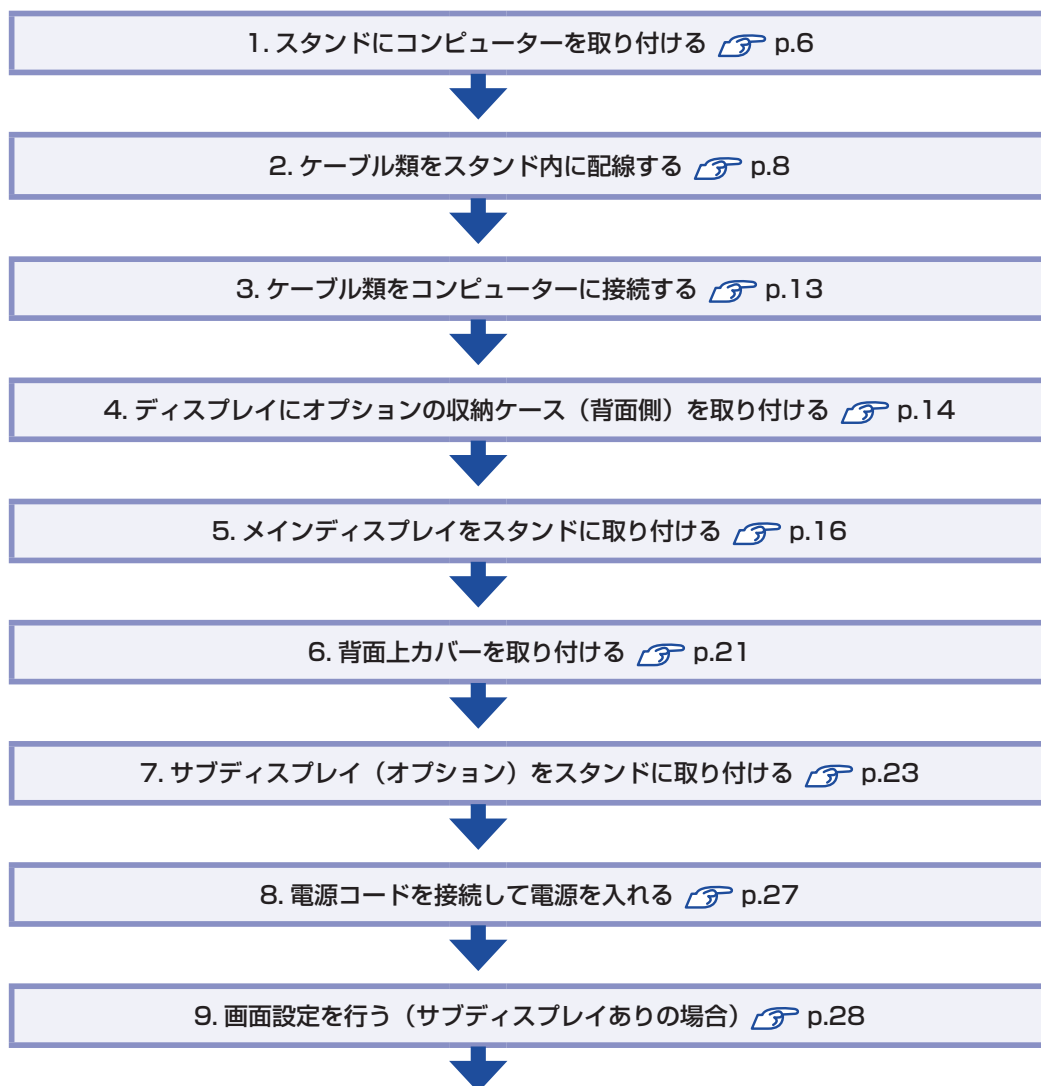 1. スタンドにコンピューターを取り付ける p.6
2. ケーブル類をスタンド内に配線する p.8
3. ケーブル類をコンピューターに接続する p.13
4. ディスプレイにオプションの収納ケース（背面側）を取り付ける p.14
5. メインディスプレイをスタンドに取り付ける p.16
6. 背面上カバーを取り付ける p.21
7. サブディスプレイ（オプション）をスタンドに取り付ける p.23
8. 電源コードを接続して電源を入れる p.27
9. 画面設定を行う（サブディスプレイありの場合） p.28